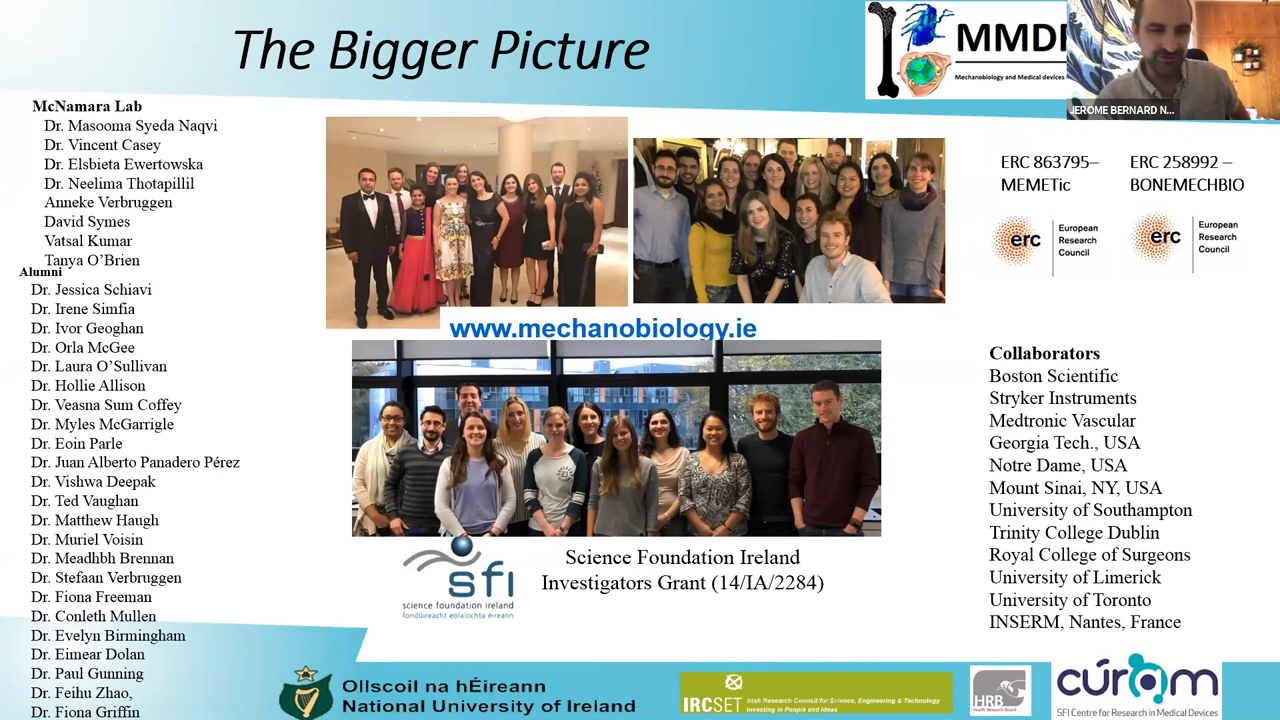 The Bigger Picture
MMDR
Mechanobiology and Medical devices
JEROME BERNARD N...
McNamara Lab
Dr. Masooma Syeda Naqvi
Dr. Vincent Casey
Dr. Elsbieta Ewertowska
Dr. Neelima Thotapillil
Anneke Verbruggen
David Symes
Vatsal Kumar
Tanya O’Brien
Alumni
Dr. Jessica Schiavi
Dr. Irene Simfia
Dr. Ivor Geoghan
Dr. Orla McGee
Dr. Laura O’Sullivan
Dr. Hollie Allison
Dr. Veasna Sum Coffey
Dr. Myles McGarrigle
Dr. Eoin Parle
Dr. Juan Alberto Panadero Pérez
Dr. Vishwa Deepak
Dr. Ted Vaughan
Dr. Matthew Haugh
Dr. Muriel Voisin
Dr. Meadhbh Brennan
Dr. Stefaan Verbruggen
Dr. Fiona Freeman
Dr. Conleth Mullen
Dr. Evelyn Birmingham
Dr. Eimear Dolan
Dr. Paul Gunning
Dr. Feihu Zhao,
www.mechanobiology.ie
sfi
science foundation ireland
fondúireacht eolaíochta éireann
Science Foundation Ireland
Investigators Grant (14/IA/2284)
ERC 863795–
MEMETic
erc
European
Research
Council
ERC 258992 –
BONEMECHBIO
erc
European
Research
Council
Collaborators
Boston Scientific
Stryker Instruments
Medtronic Vascular
Georgia Tech., USA
Notre Dame, USA
Mount Sinai, NY, USA
University of Southampton
Trinity College Dublin
Royal College of Surgeons
University of Limerick
University of Toronto
INSERM, Nantes, France
Ollscoil na hÉireann
National University of Ireland
IRCSET
Irish Research Council for Science, Engineering & Technology
Investing in People and Ideas
HRB
Health Research Board
cúram
SFI Centre for Research in Medical Devices